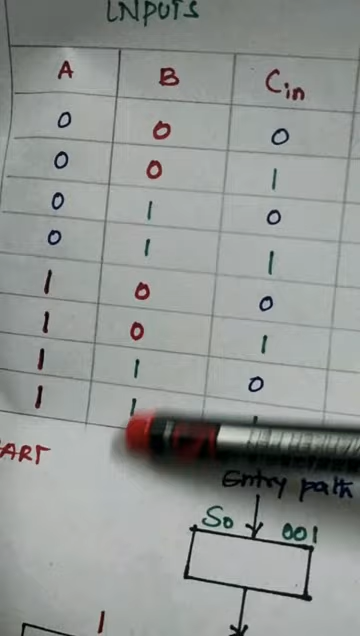 INPUTS
A B Cin
0 0 0
0 0 1
0 1 0
0 1 1
1 0 0
1 0 1
1 1 0
1 1
ART
Entry path
S0 001
1